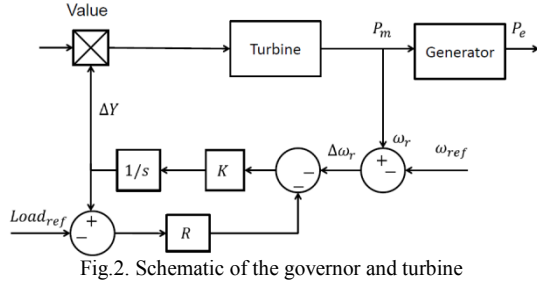 Value
Turbine
P_m
Generator
P_e
ΔY
1/s
K
Δω_r
ω_r
ω_ref
+
−
−
−
Load_ref
+
−
R
Fig.2. Schematic of the governor and turbine